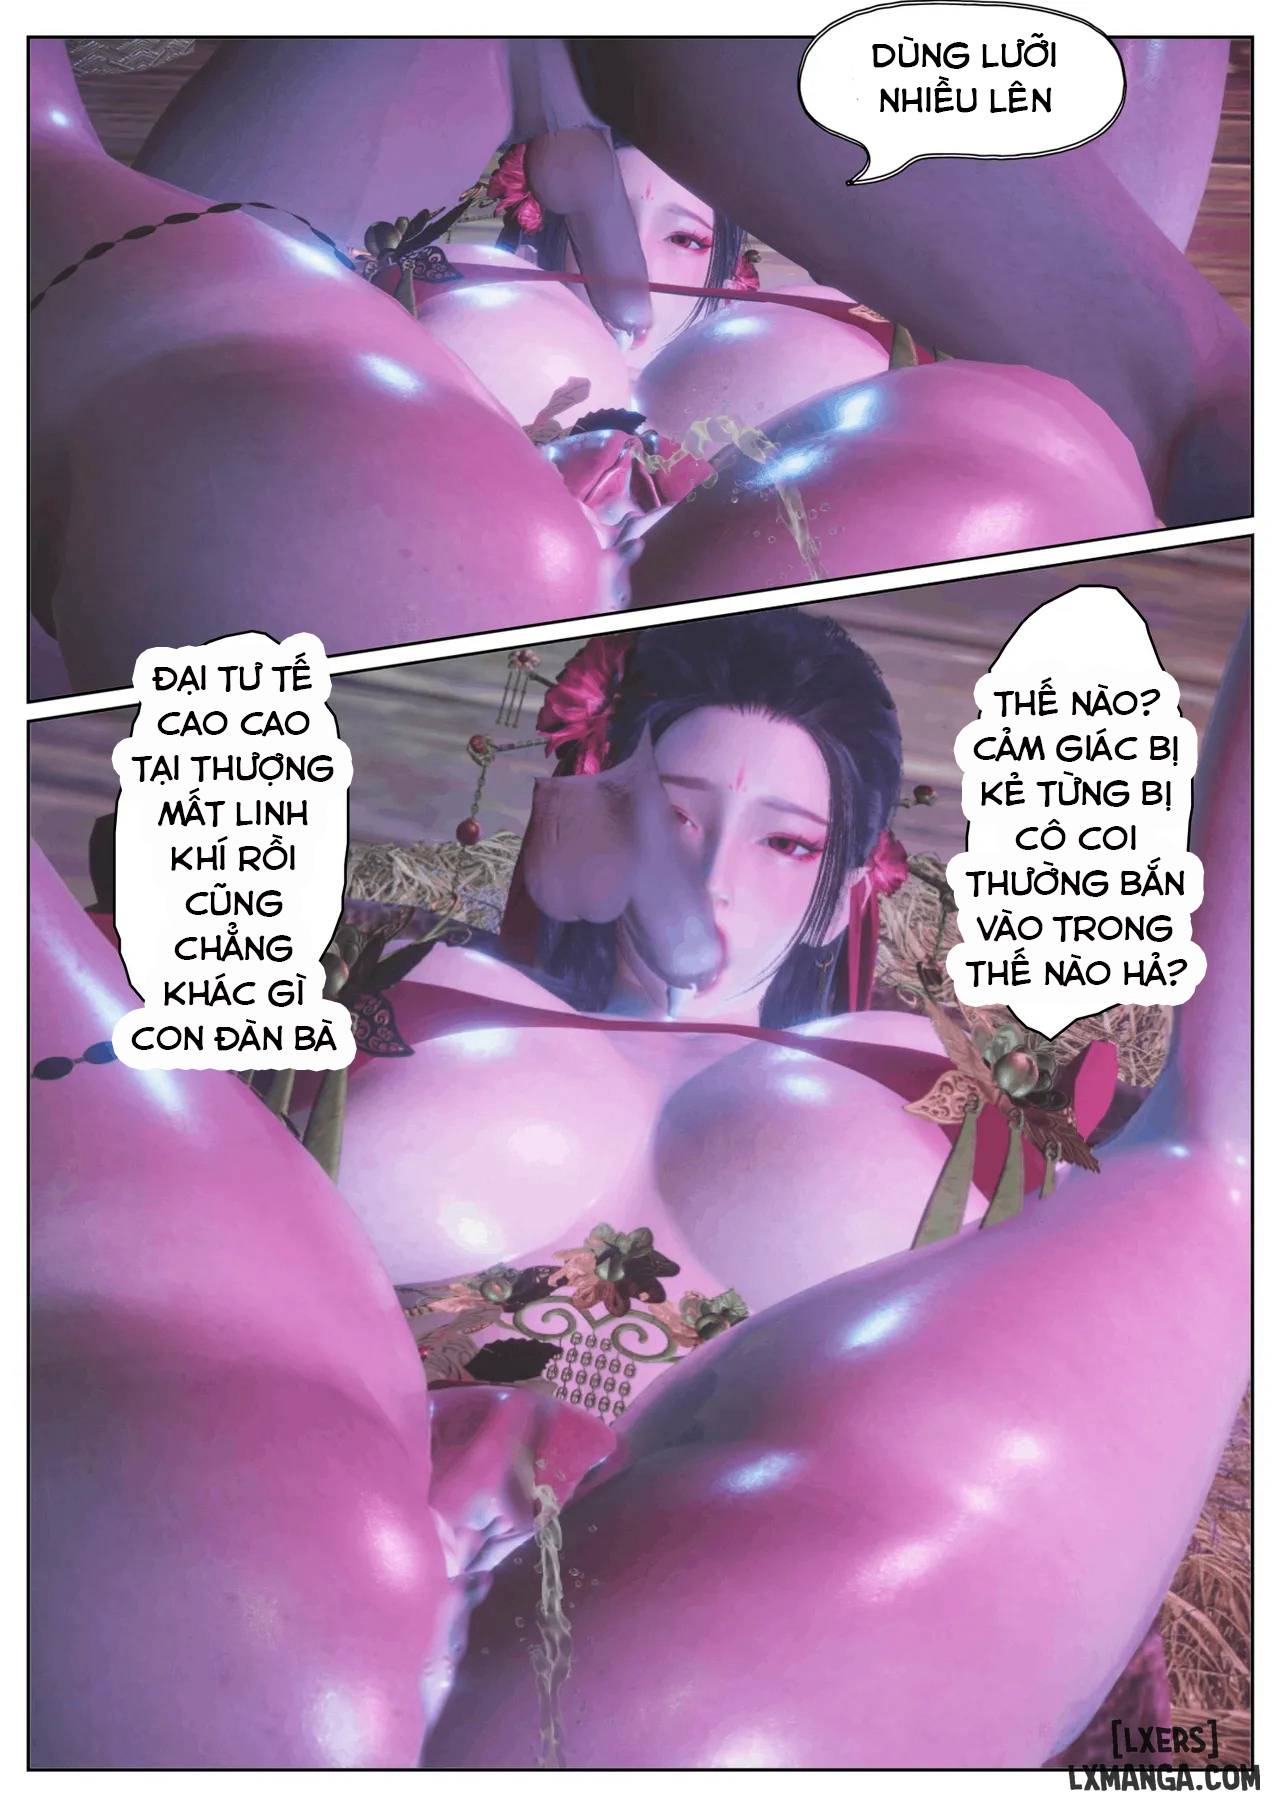 DÙNG LƯỠI
NHIỀU LÊN
ĐẠI TƯ TẾ
CAO CAO
TẠI THƯỢNG
MẤT LINH
KHÍ RỒI
CŨNG
CHẲNG
KHÁC GÌ
CON ĐÀN BÀ
THẾ NÀO?
CẢM GIÁC BỊ
KẺ TỪNG BỊ
CÔ COI
THƯỜNG BẮN
VÀO TRONG
THẾ NÀO HẢ?
[LXERS]
LXMANGA.COM